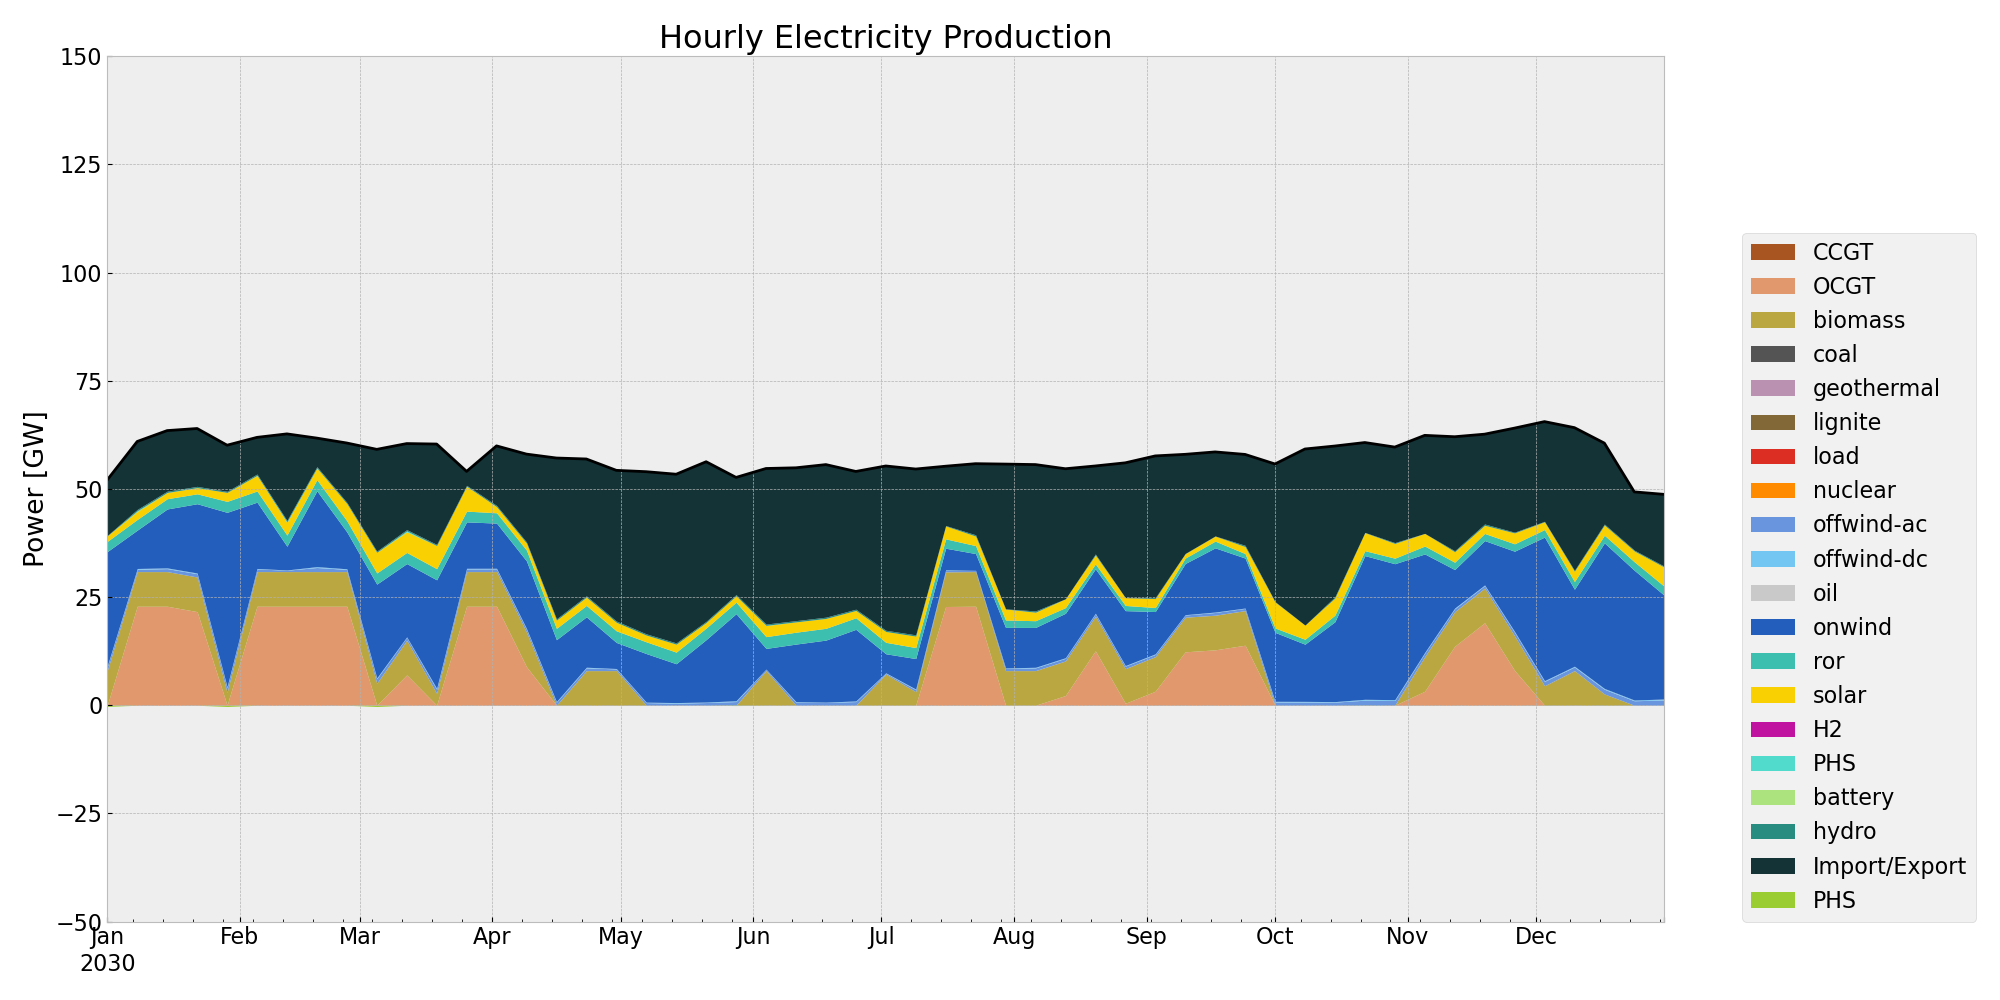 Hourly Electricity Production
150
125
100
75
50
25
0
−25
−50
Power [GW]
Jan Feb Mar Apr May Jun Jul Aug Sep Oct Nov Dec
2030
CCGT
OCGT
biomass
coal
geothermal
lignite
load
nuclear
offwind-ac
offwind-dc
oil
onwind
ror
solar
H2
PHS
battery
hydro
Import/Export
PHS